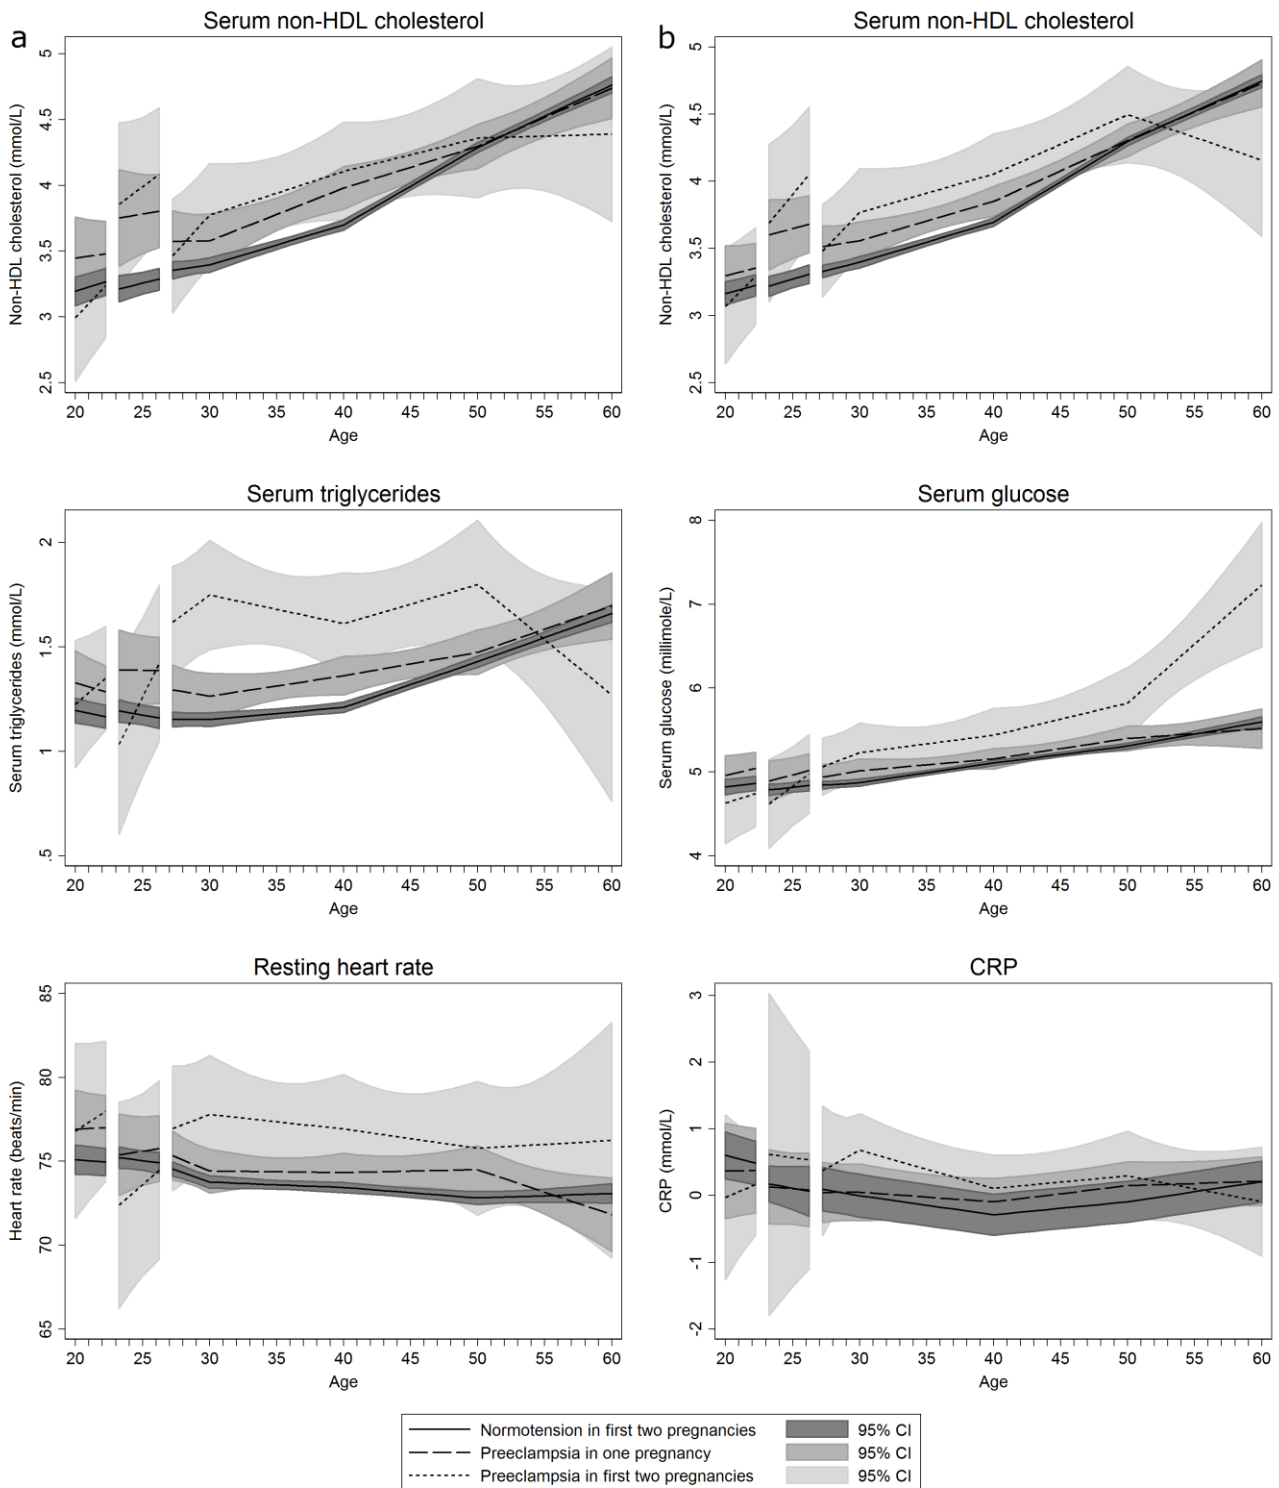 a
Serum non-HDL cholesterol
Non-HDL cholesterol (mmol/L)
5
4.5
4
3.5
3
2.5
20 25 30 35 40 45 50 55 60
Age
b
Serum non-HDL cholesterol
Non-HDL cholesterol (mmol/L)
5
4.5
4
3.5
3
2.5
20 25 30 35 40 45 50 55 60
Age
Serum triglycerides
Serum triglycerides (mmol/L)
2
1.5
1
.5
20 25 30 35 40 45 50 55 60
Age
Serum glucose
Serum glucose (millimole/L)
8
7
6
5
4
20 25 30 35 40 45 50 55 60
Age
Resting heart rate
Heart rate (beats/min)
85
80
75
70
65
20 25 30 35 40 45 50 55 60
Age
CRP
CRP (mmol/L)
3
2
1
0
-1
-2
20 25 30 35 40 45 50 55 60
Age
Normotension in first two pregnancies 95% CI
Preeclampsia in one pregnancy 95% CI
Preeclampsia in first two pregnancies 95% CI